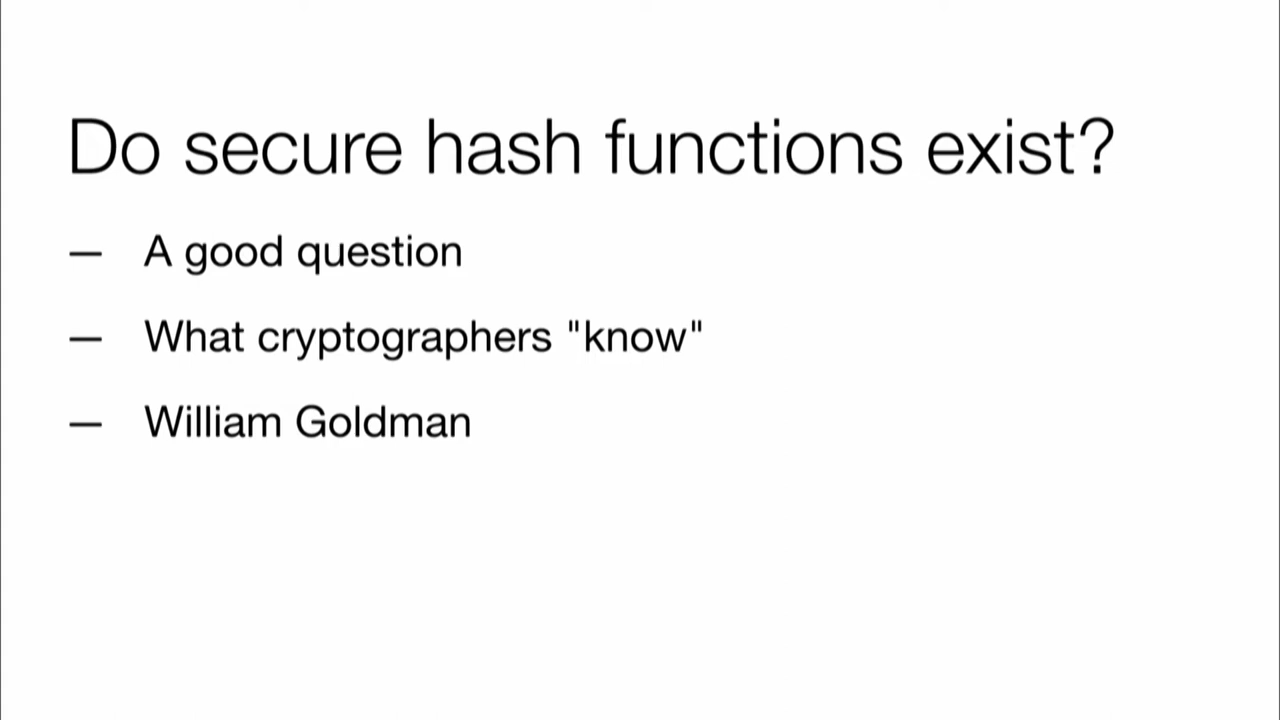 Do secure hash functions exist?
— A good question
— What cryptographers "know"
— William Goldman